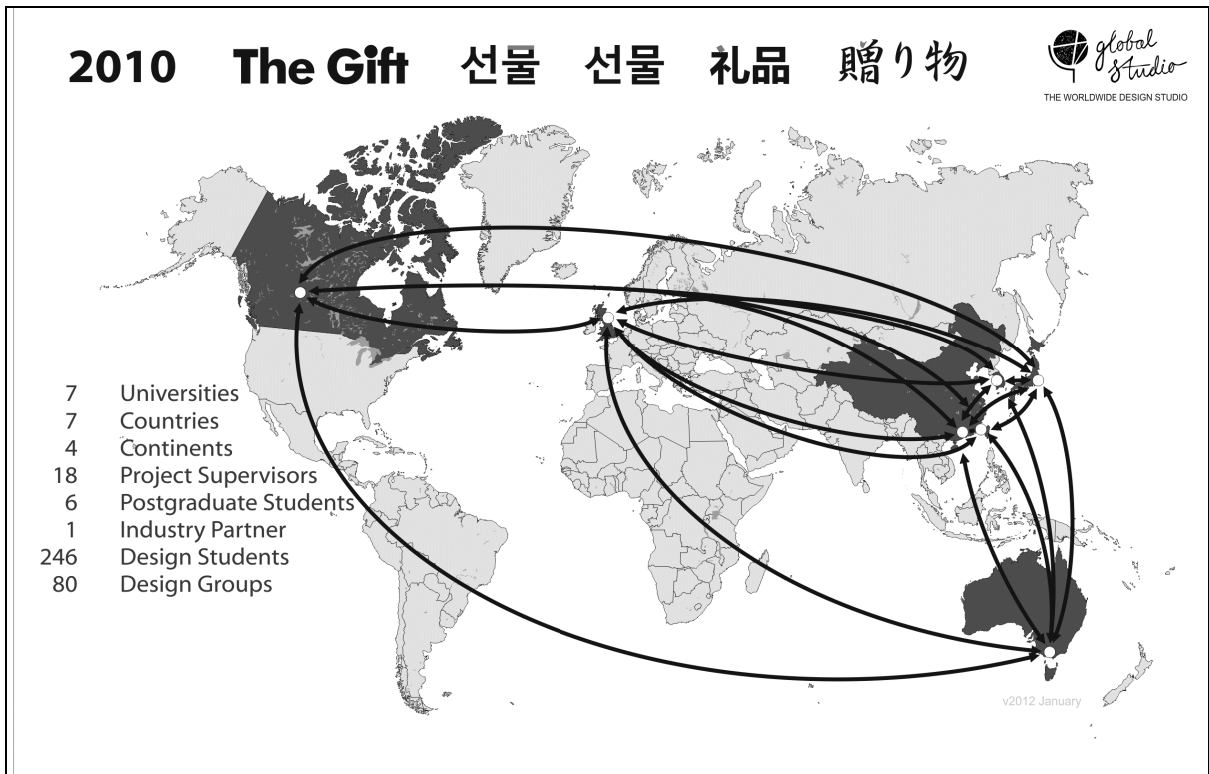 2010 The Gift 선물 선물 礼品 贈り物
global studio
THE WORLDWIDE DESIGN STUDIO
7 Universities
7 Countries
4 Continents
18 Project Supervisors
6 Postgraduate Students
1 Industry Partner
246 Design Students
80 Design Groups
v2012 January